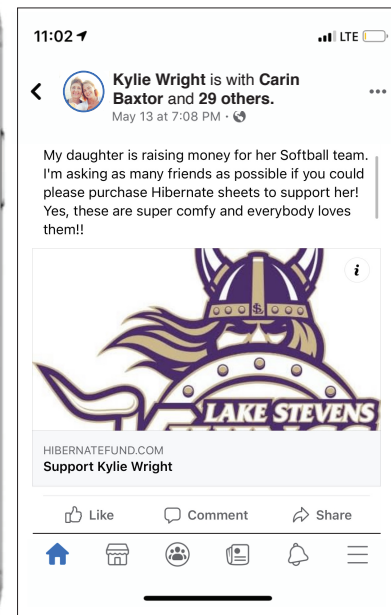 11:02
LTE
Kylie Wright is with Carin
Baxtor and 29 others.
May 13 at 7:08 PM ·
My daughter is raising money for her Softball team.
I'm asking as many friends as possible if you could
please purchase Hibernate sheets to support her!
Yes, these are super comfy and everybody loves
them!!
i
LS
LAKE STEVENS
HIBERNATEFUND.COM
Support Kylie Wright
Like
Comment
Share